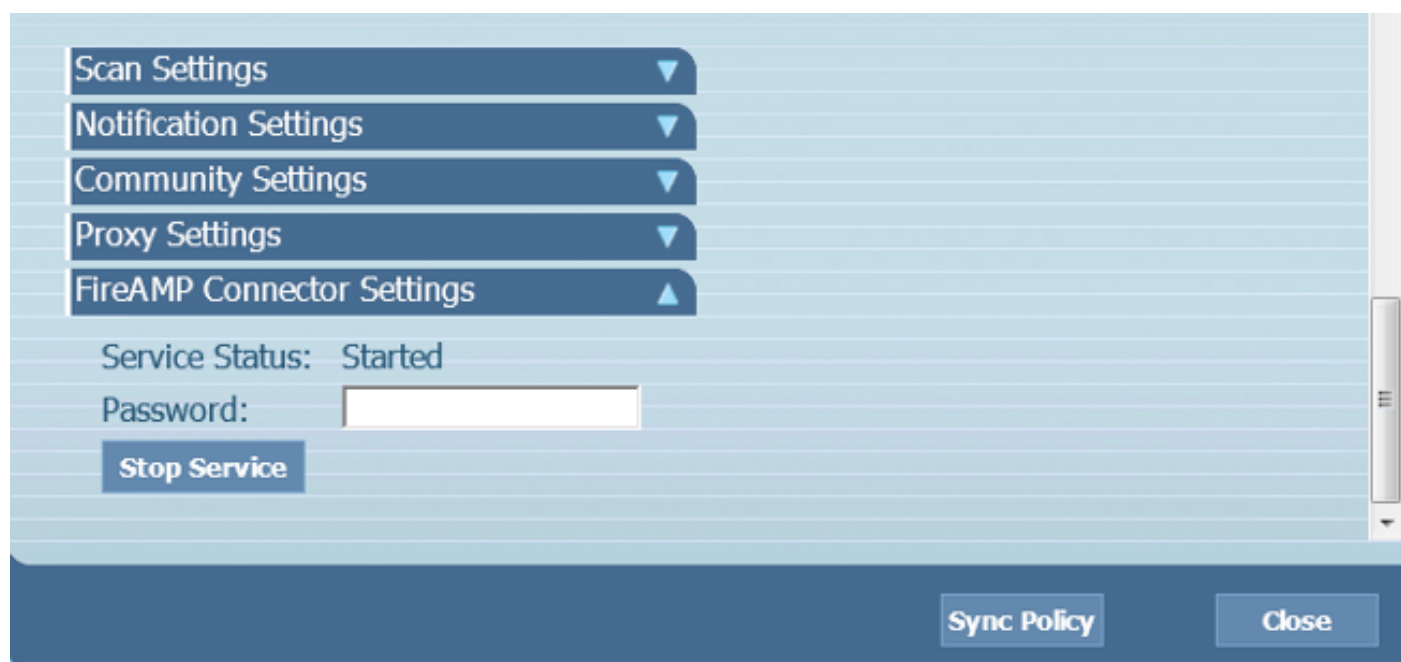 Scan Settings
Notification Settings
Community Settings
Proxy Settings
FireAMP Connector Settings
Service Status: Started
Password:
Stop Service
Sync Policy Close